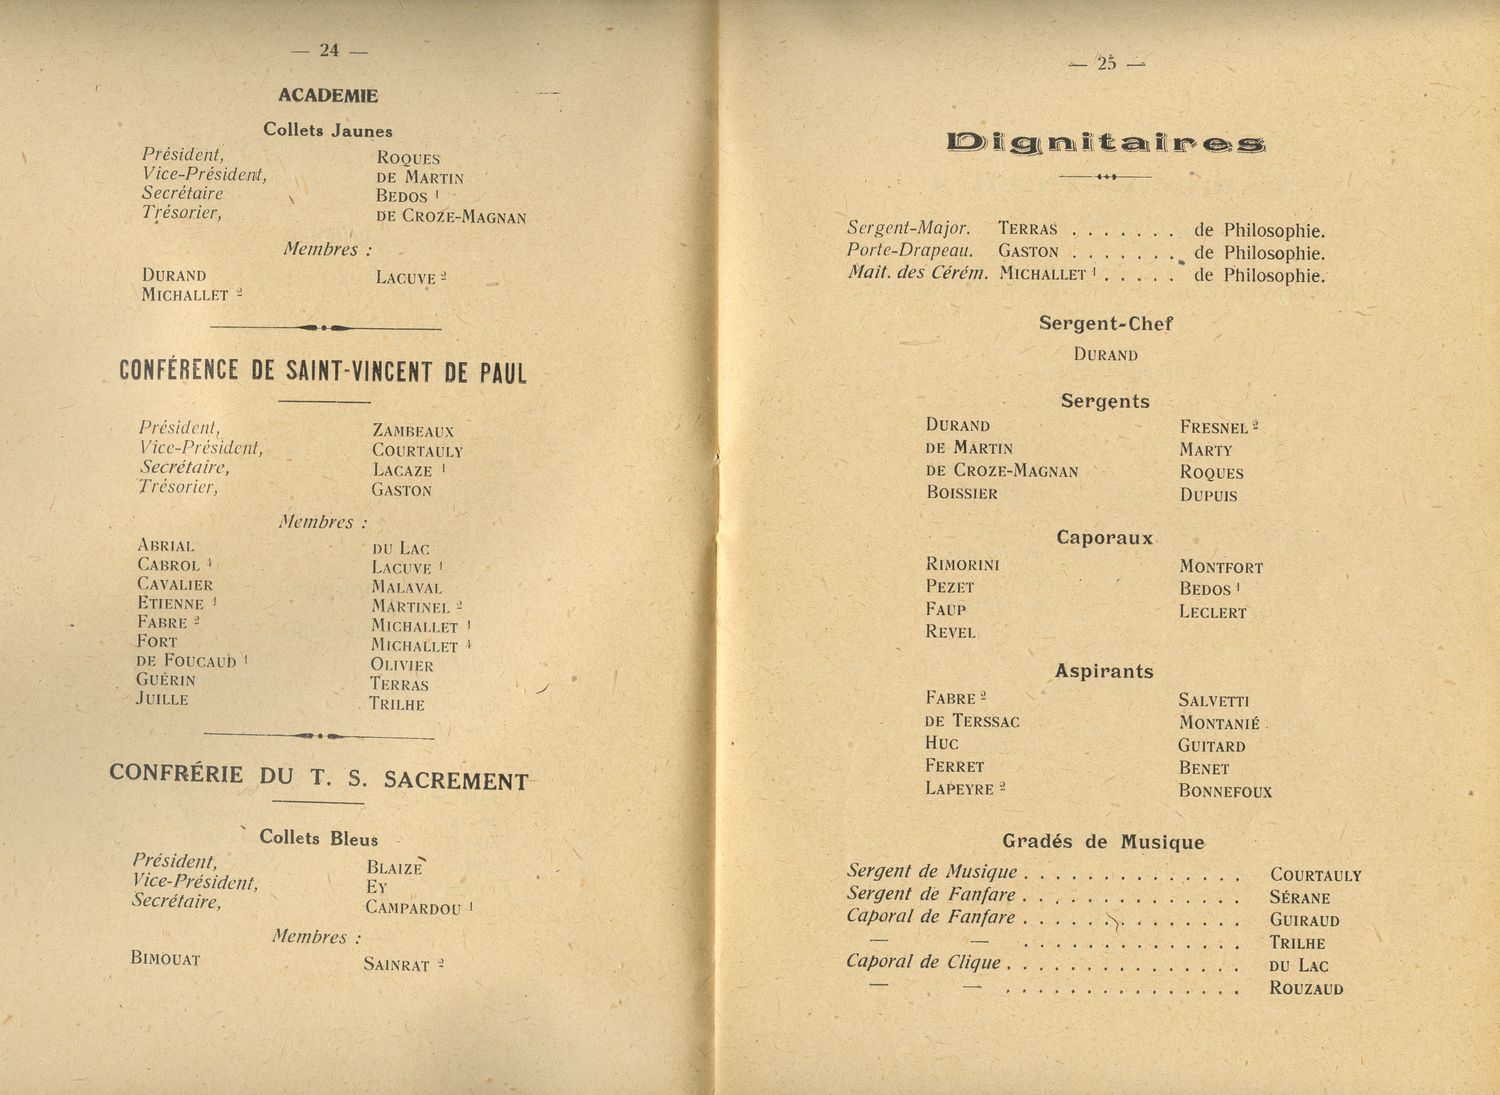 — 24 —
ACADEMIE
Collets Jaunes
Président, ROQUES
Vice-Président, DE MARTIN
Secrétaire BEDOS 1
Trésorier, DE CROZE-MAGNAN
Membres :
DURAND LACUVE 2
MICHALLET 2
CONFÉRENCE DE SAINT-VINCENT DE PAUL
Président, ZAMBEAUX
Vice-Président, COURTAULY
Secrétaire, LACAZE 1
Trésorier, GASTON
Membres :
ABRIAL DU LAC
CABROL 4 LACUVE 1
CAVALIER MALAVAL
ETIENNE 1 MARTINEL 2
FABRE 2 MICHALLET 1
FORT MICHALLET 4
DE FOUCAUD 1 OLIVIER
GUÉRIN TERRAS
JUILLE TRILHE
CONFRÉRIE DU T. S. SACREMENT
Collets Bleus
Président, BLAIZE
Vice-Président, EY
Secrétaire, CAMPARDOU 1
Membres :
BIMOUAT SAINRAT 2
— 25 —
Dignitaires
Sergent-Major. TERRAS . . . . . . . de Philosophie.
Porte-Drapeau. GASTON . . . . . . . de Philosophie.
Mait. des Cérém. MICHALLET 1 . . . . . de Philosophie.
Sergent-Chef
DURAND
Sergents
DURAND FRESNEL 2
DE MARTIN MARTY
DE CROZE-MAGNAN ROQUES
BOISSIER DUPUIS
Caporaux
RIMORINI MONTFORT
PEZET BEDOS 1
FAUP LECLERT
REVEL
Aspirants
FABRE 2 SALVETTI
DE TERSSAC MONTANIÉ
HUC GUITARD
FERRET BENET
LAPEYRE 2 BONNEFOUX
Gradés de Musique
Sergent de Musique . . . . . . . . . . . . . . COURTAULY
Sergent de Fanfare . . . . . . . . . . . . . . SÉRANE
Caporal de Fanfare . . . . . . . . . . . . . . GUIRAUD
— — . . . . . . . . . . . . . . TRILHE
Caporal de Clique . . . . . . . . . . . . . . . DU LAC
— — . . . . . . . . . . . . . . . ROUZAUD